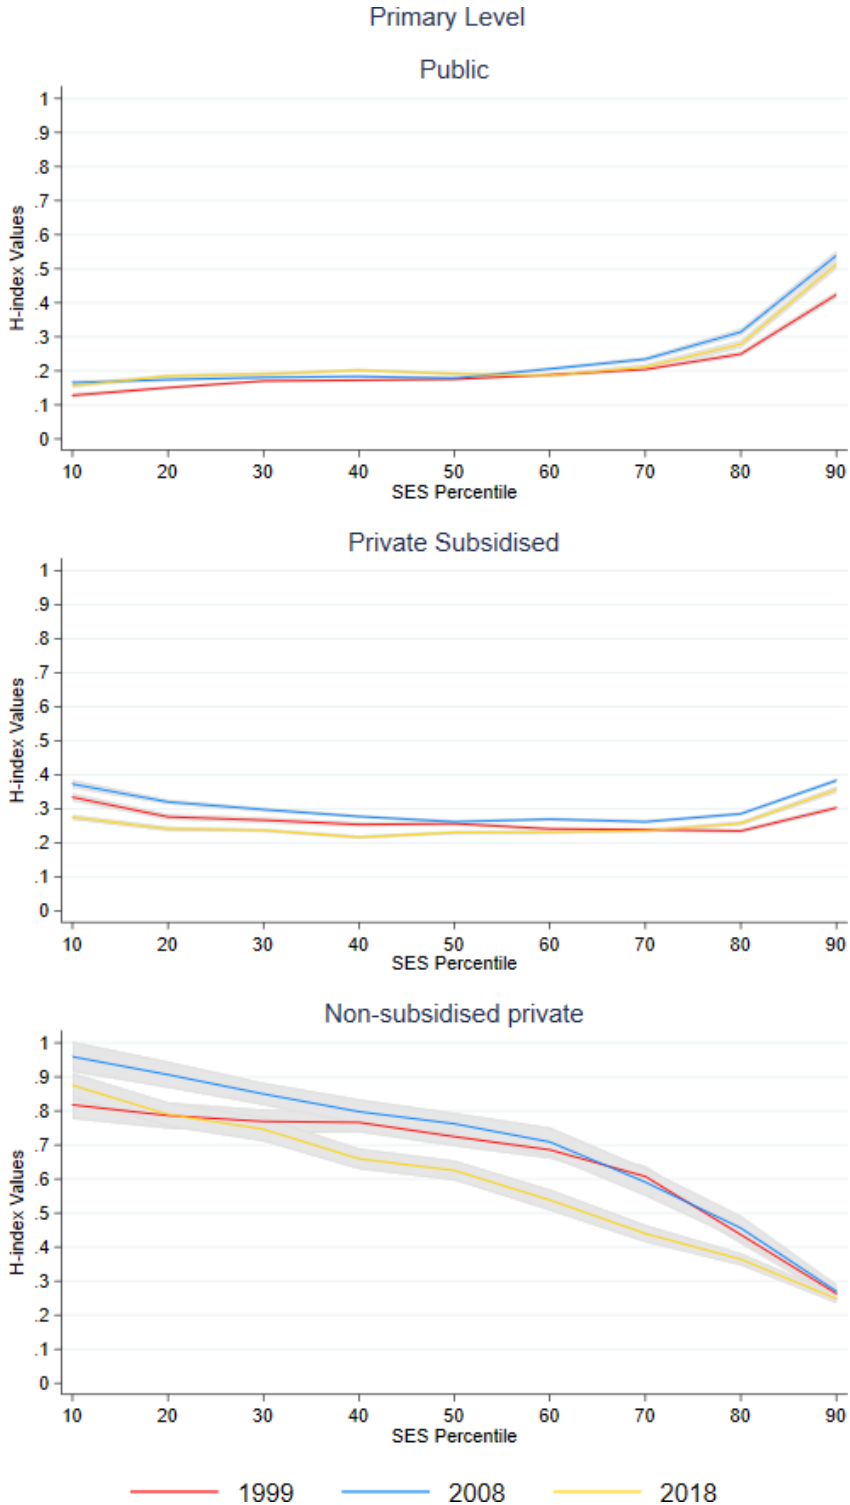 Primary Level
Public
H-index Values
1
.9
.8
.7
.6
.5
.4
.3
.2
.1
0
10 20 30 40 50 60 70 80 90
SES Percentile
Private Subsidised
H-index Values
1
.9
.8
.7
.6
.5
.4
.3
.2
.1
0
10 20 30 40 50 60 70 80 90
SES Percentile
Non-subsidised private
H-index Values
1
.9
.8
.7
.6
.5
.4
.3
.2
.1
0
10 20 30 40 50 60 70 80 90
SES Percentile
1999 2008 2018